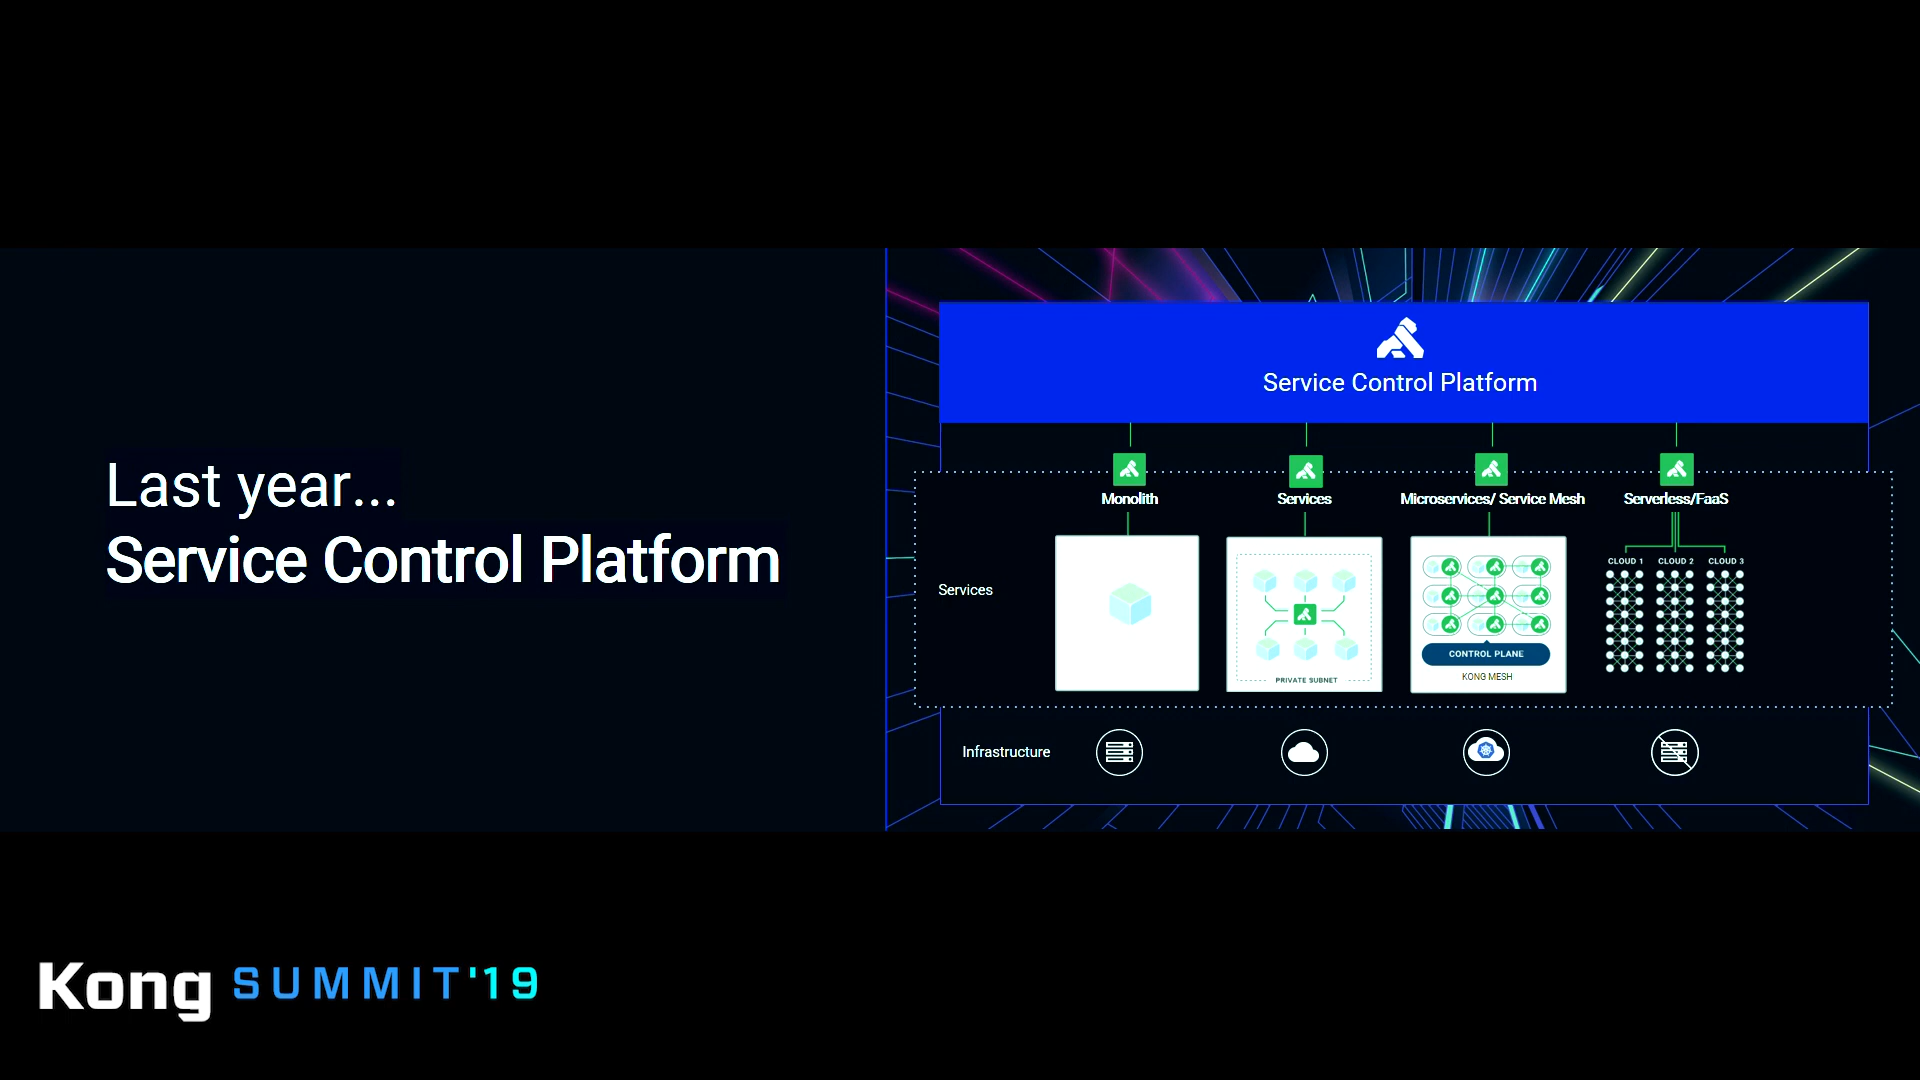 Last year...
Service Control Platform
Service Control Platform
Monolith
Services
Microservices/ Service Mesh
Serverless/FaaS
CLOUD 1
CLOUD 2
CLOUD 3
Services
PRIVATE SUBNET
CONTROL PLANE
KONG MESH
Infrastructure
Kong SUMMIT'19